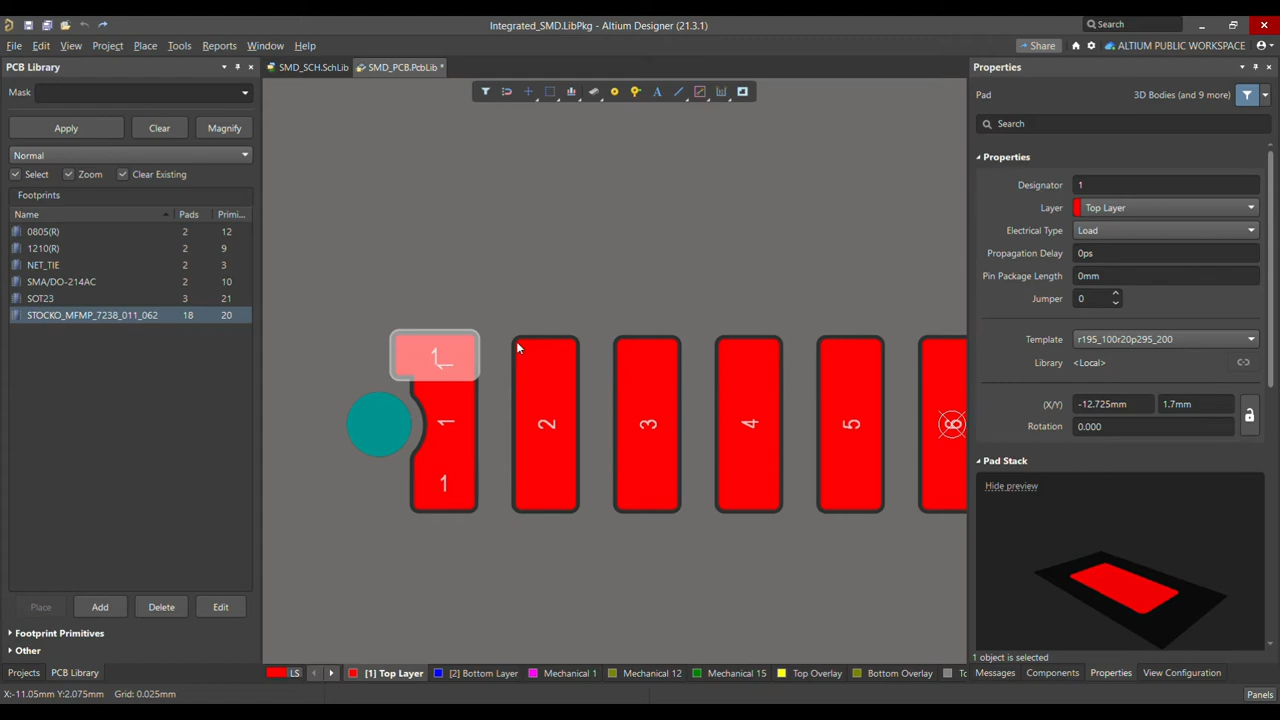 Integrated_SMD.LibPkg - Altium Designer (21.3.1)
Search
File Edit View Project Place Tools Reports Window Help
Share
ALTIUM PUBLIC WORKSPACE
PCB Library
SMD_SCH.SchLib
SMD_PCB.PcbLib *
Properties
Mask
Pad
3D Bodies (and 9 more)
Apply Clear Magnify
Search
Normal
Properties
Select Zoom Clear Existing
Footprints
Designator 1
Name Pads Primi...
Layer Top Layer
0805(R) 2 12
Electrical Type Load
1210(R) 2 9
Propagation Delay 0ps
NET_TIE 2 3
Pin Package Length 0mm
SMA/DO-214AC 2 10
Jumper 0
SOT23 3 21
STOCKO_MFMP_7238_011_062 18 20
Template r195_100r20p295_200
Library <Local>
1
(X/Y) -12.725mm 1.7mm
1 2 3 4 5 6
Rotation 0.000
Pad Stack
1
Hide preview
Place Add Delete Edit
Footprint Primitives
Other
1 object is selected
Projects PCB Library
LS [1] Top Layer [2] Bottom Layer Mechanical 1 Mechanical 12 Mechanical 15 Top Overlay Bottom Overlay To
Messages Components Properties View Configuration
X:-11.05mm Y:2.075mm Grid: 0.025mm
Panels